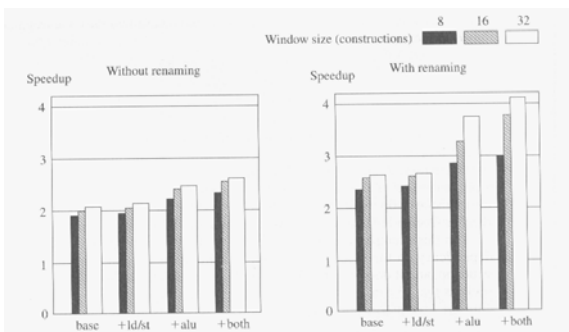 8 16 32
Window size (constructions)
Without renaming
Speedup
4
3
2
1
0
base +ld/st +alu +both
With renaming
Speedup
4
3
2
1
0
base +ld/st +alu +both